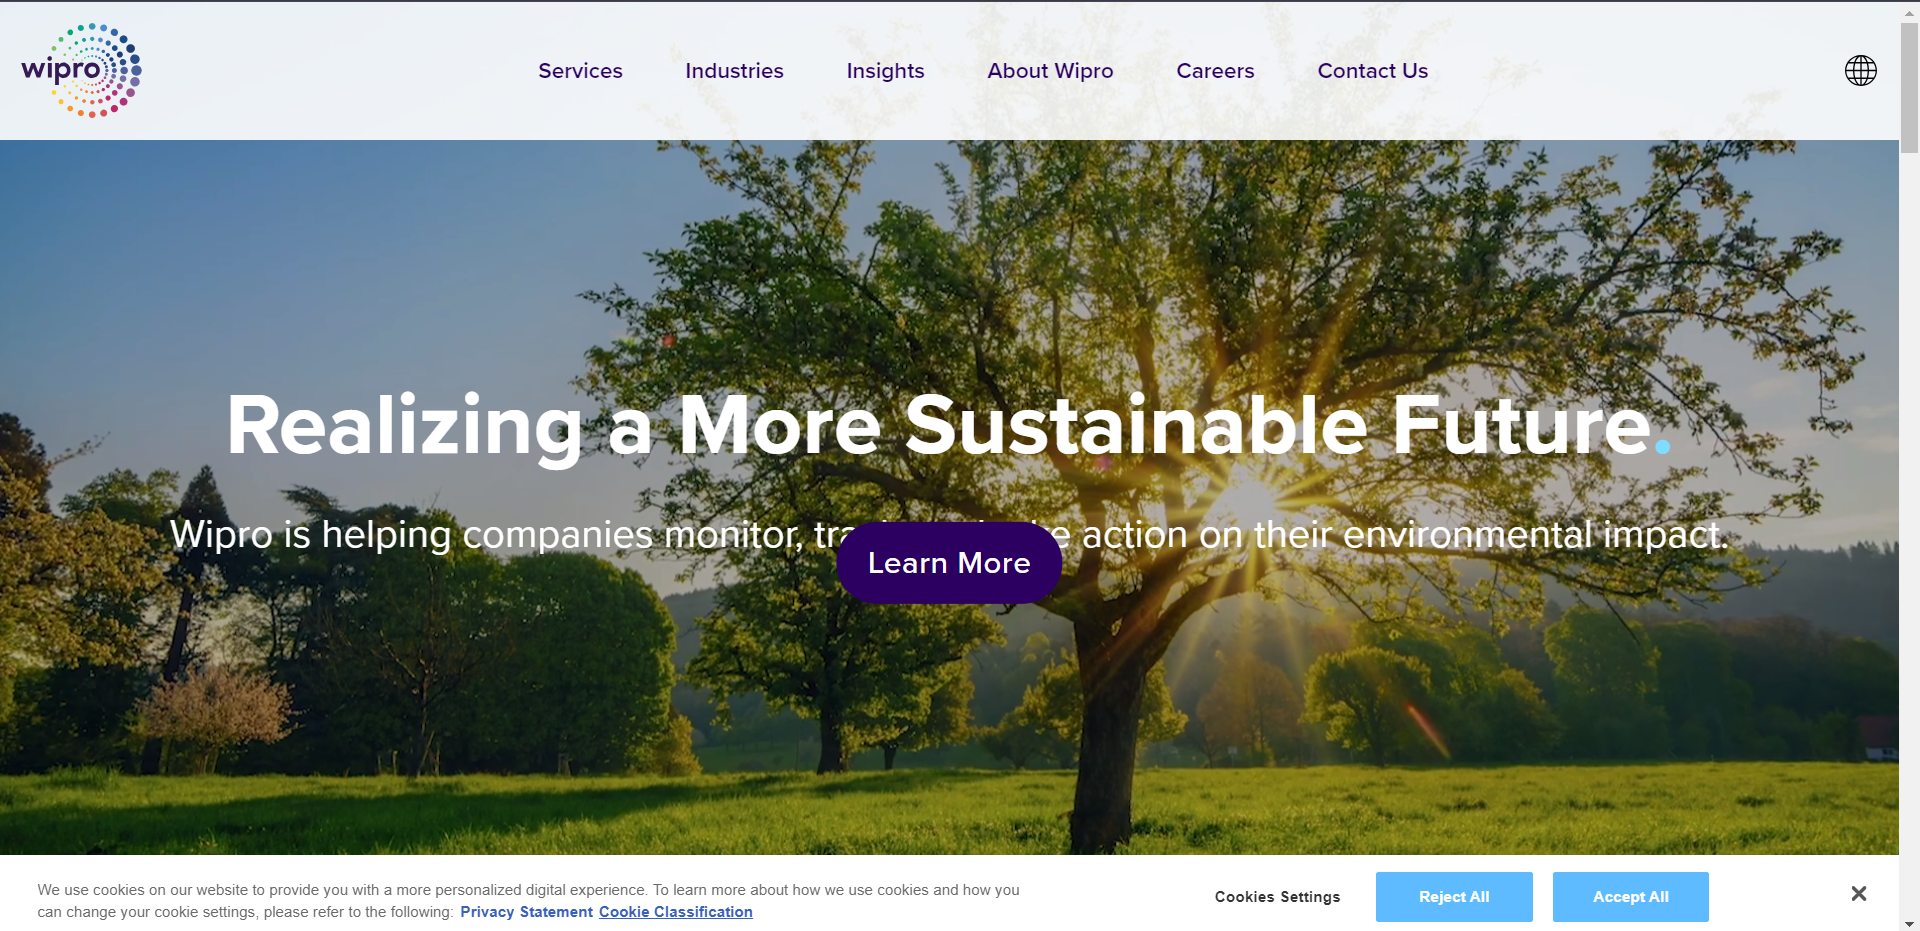 wipro
Services
Industries
Insights
About Wipro
Careers
Contact Us
Realizing a More Sustainable Future.
Wipro is helping companies monitor, action on their environmental impact.
Learn More
We use cookies on our website to provide you with a more personalized digital experience. To learn more about how we use cookies and how you
can change your cookie settings, please refer to the following: Privacy Statement Cookie Classification
Cookies Settings
Reject All
Accept All